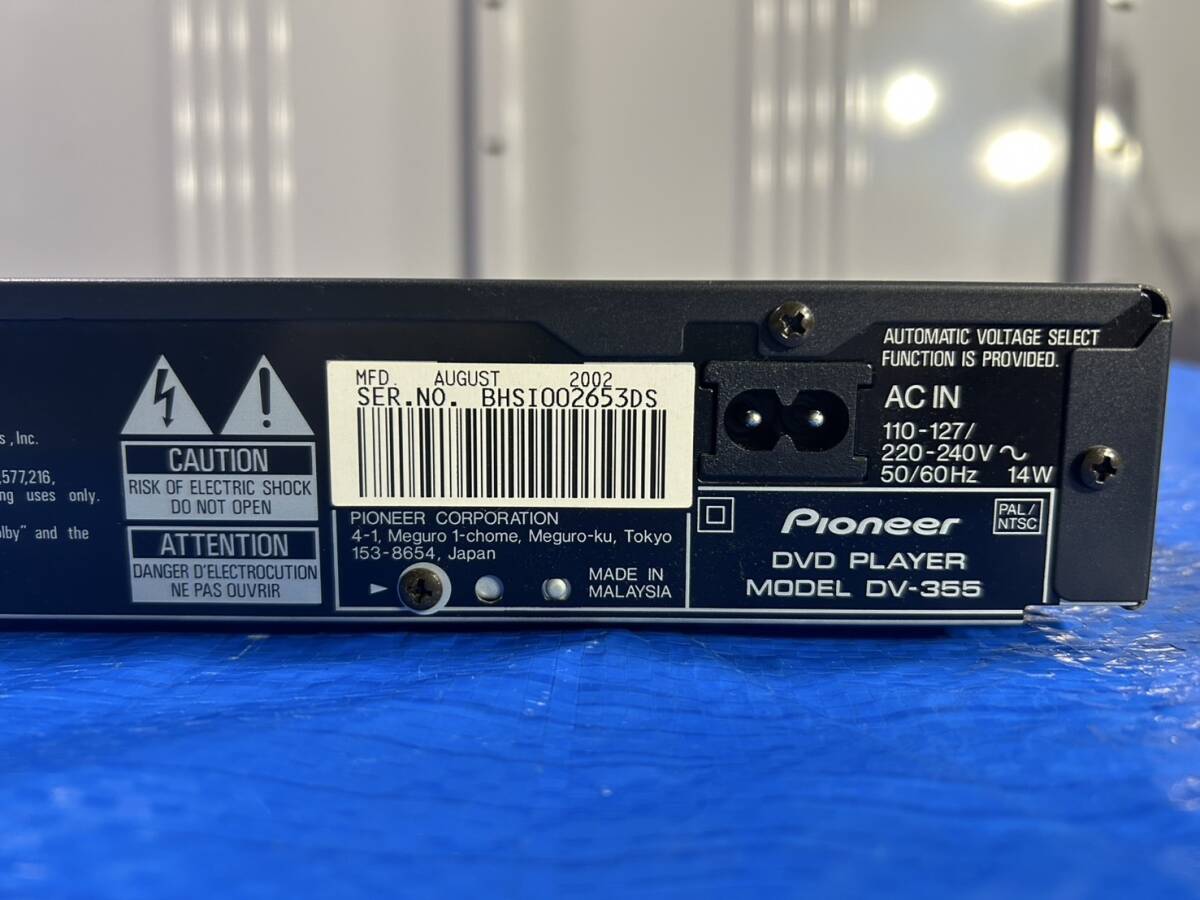 s , Inc.
,577,216,
ng uses only.
olby" and the
CAUTION
RISK OF ELECTRIC SHOCK
DO NOT OPEN
ATTENTION
DANGER D'ELECTROCUTION
NE PAS OUVRIR
MFD. AUGUST 2002
SER.NO. BHSI002653DS
PIONEER CORPORATION
4-1, Meguro 1-chome, Meguro-ku, Tokyo
153-8654, Japan
MADE IN
MALAYSIA
AUTOMATIC VOLTAGE SELECT
FUNCTION IS PROVIDED.
AC IN
110-127/
220-240V ~
50/60Hz 14W
Pioneer
PAL/
NTSC
DVD PLAYER
MODEL DV-355